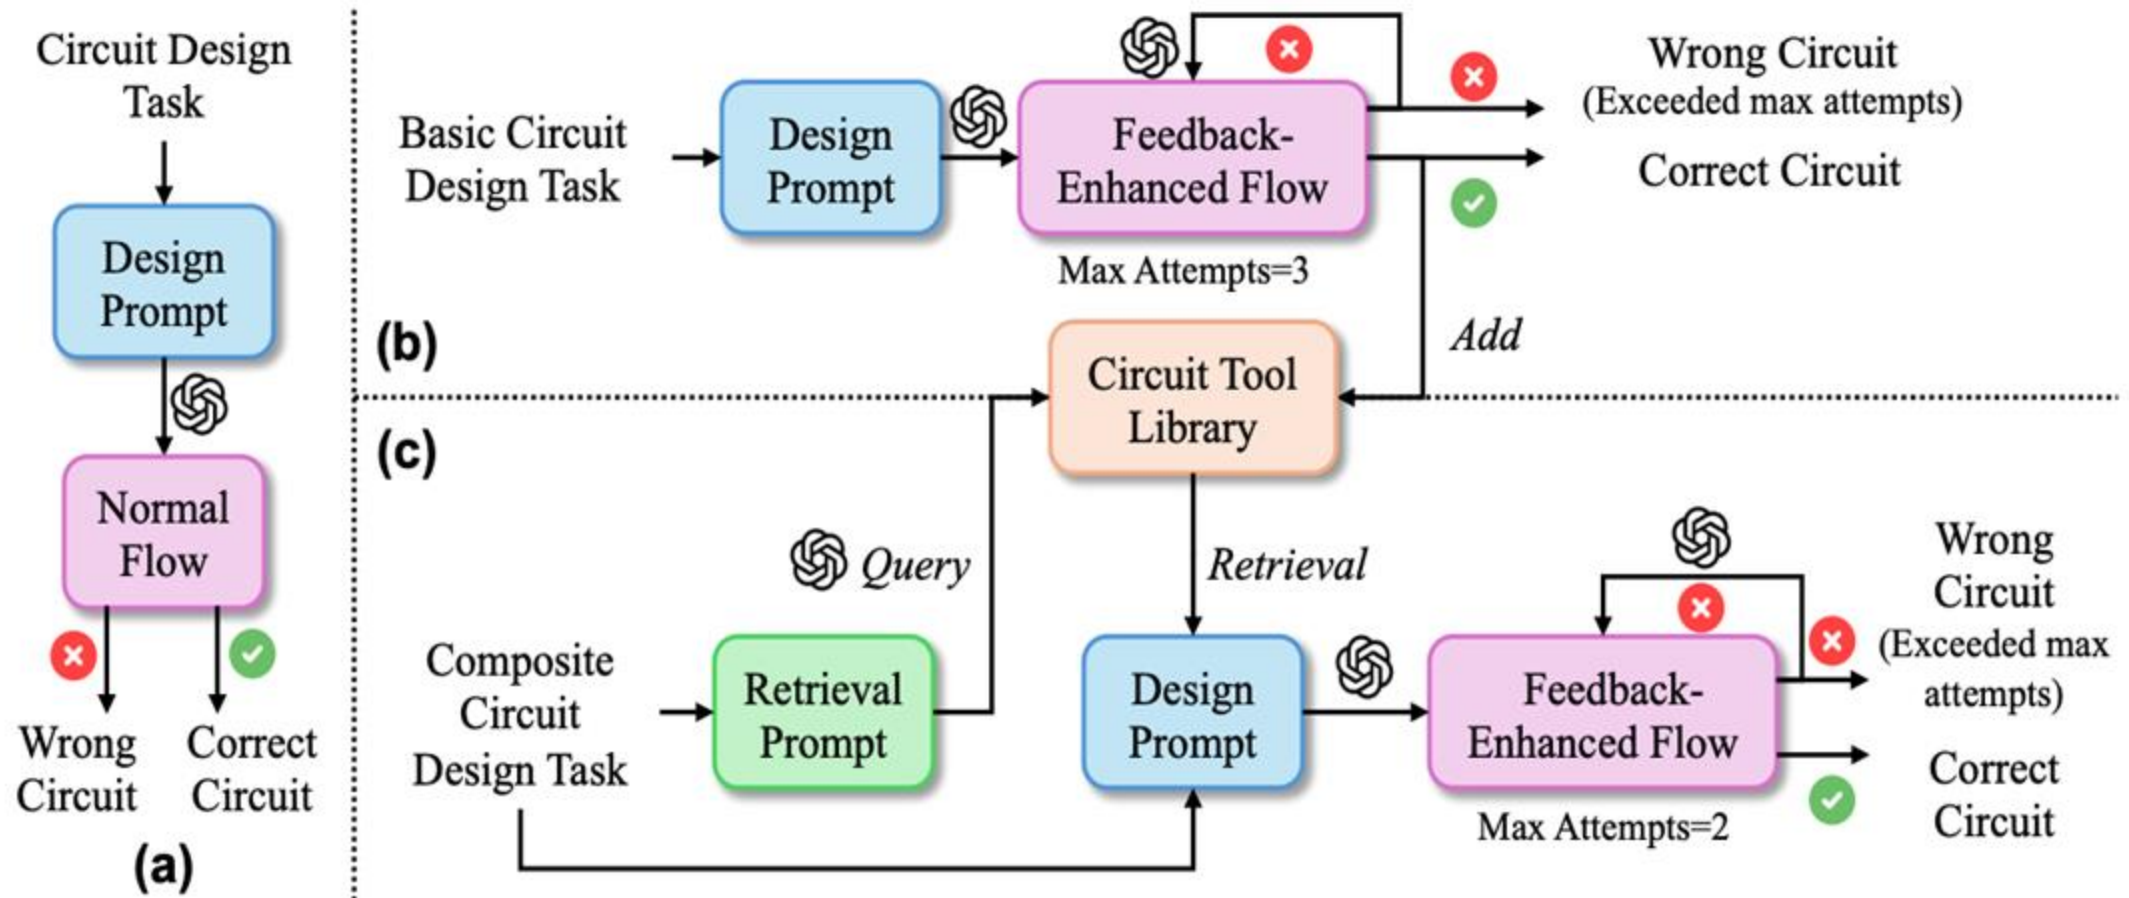 Circuit Design
Task
Design
Prompt
Normal
Flow
Wrong
Circuit
Correct
Circuit
(a)
Basic Circuit
Design Task
Design
Prompt
Feedback-
Enhanced Flow
Max Attempts=3
Wrong Circuit
(Exceeded max attempts)
Correct Circuit
(b)
Add
Circuit Tool
Library
(c)
Query
Retrieval
Composite
Circuit
Design Task
Retrieval
Prompt
Design
Prompt
Feedback-
Enhanced Flow
Max Attempts=2
Wrong
Circuit
(Exceeded max
attempts)
Correct
Circuit